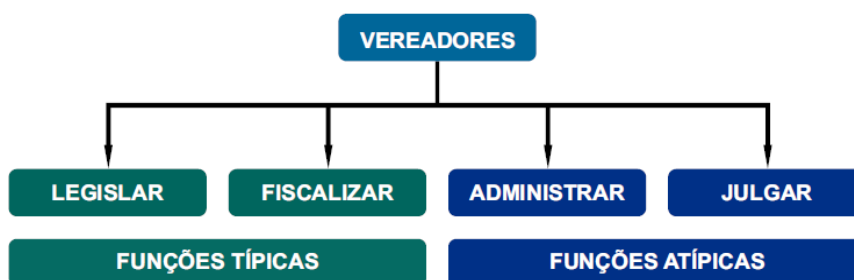 VEREADORES
LEGISLAR FISCALIZAR ADMINISTRAR JULGAR
FUNÇÕES TÍPICAS FUNÇÕES ATÍPICAS